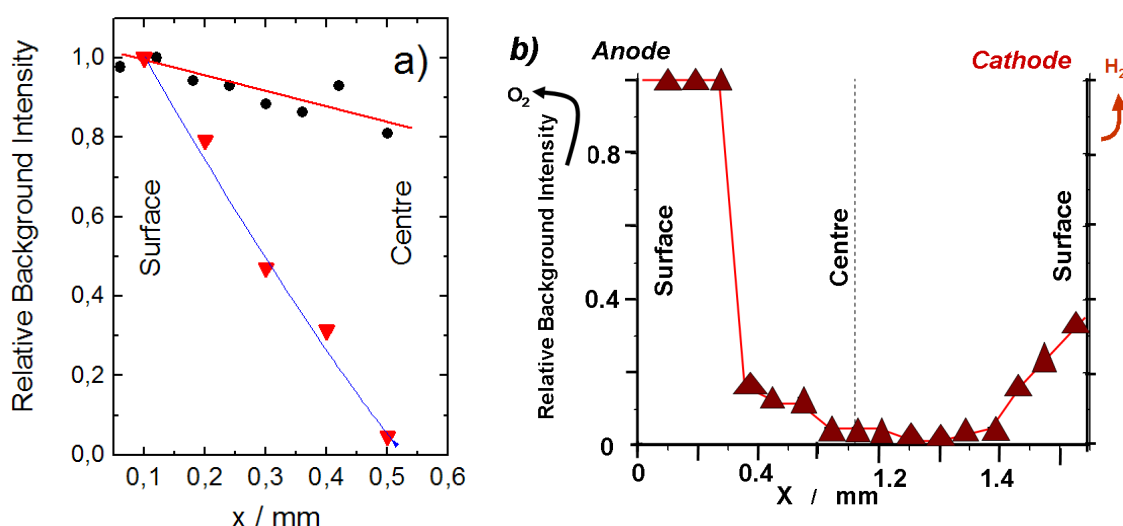 a)
Relative Background Intensity
1,0
0,8
0,6
0,4
0,2
0,0
Surface
Centre
0,1 0,2 0,3 0,4 0,5 0,6
x / mm
b) Anode Cathode
O2
H2
Relative Background Intensity
0.8
0.4
0
Surface
Centre
Surface
0 0.4 1.2 1.4
X / mm